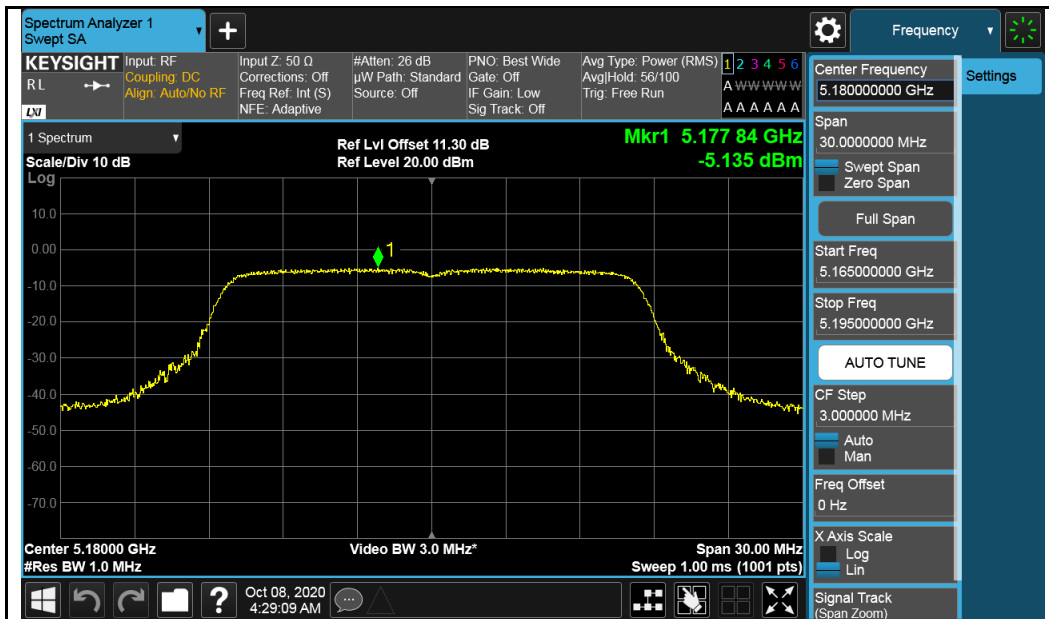 Spectrum Analyzer 1
Swept SA
+
Frequency
KEYSIGHT
RL
LXI
Input: RF
Coupling: DC
Align: Auto/No RF
Input Z: 50 Ω
Corrections: Off
Freq Ref: Int (S)
NFE: Adaptive
#Atten: 26 dB
µW Path: Standard
Source: Off
PNO: Best Wide
Gate: Off
IF Gain: Low
Sig Track: Off
Avg Type: Power (RMS)
Avg|Hold: 56/100
Trig: Free Run
1 2 3 4 5 6
A W W W W W
A A A A A A
1 Spectrum
Scale/Div 10 dB
Log
Ref Lvl Offset 11.30 dB
Ref Level 20.00 dBm
Mkr1 5.177 84 GHz
-5.135 dBm
10.0
0.00
-10.0
-20.0
-30.0
-40.0
-50.0
-60.0
-70.0
1
Center 5.18000 GHz
#Res BW 1.0 MHz
Video BW 3.0 MHz*
Span 30.00 MHz
Sweep 1.00 ms (1001 pts)
Center Frequency
5.180000000 GHz
Span
30.0000000 MHz
Swept Span
Zero Span
Full Span
Start Freq
5.165000000 GHz
Stop Freq
5.195000000 GHz
AUTO TUNE
CF Step
3.000000 MHz
Auto
Man
Freq Offset
0 Hz
X Axis Scale
Log
Lin
Signal Track
(Span Zoom)
Settings
?
Oct 08, 2020
4:29:09 AM